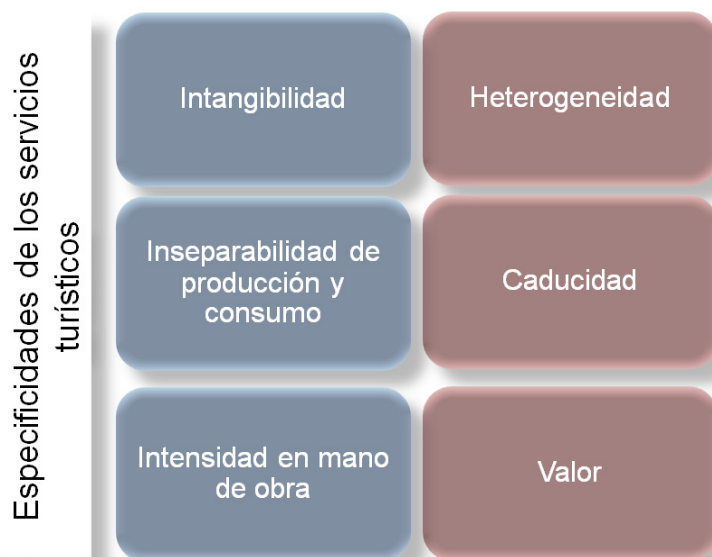 Especificidades de los servicios
turísticos
Intangibilidad
Heterogeneidad
Inseparabilidad de
producción y
consumo
Caducidad
Intensidad en mano
de obra
Valor